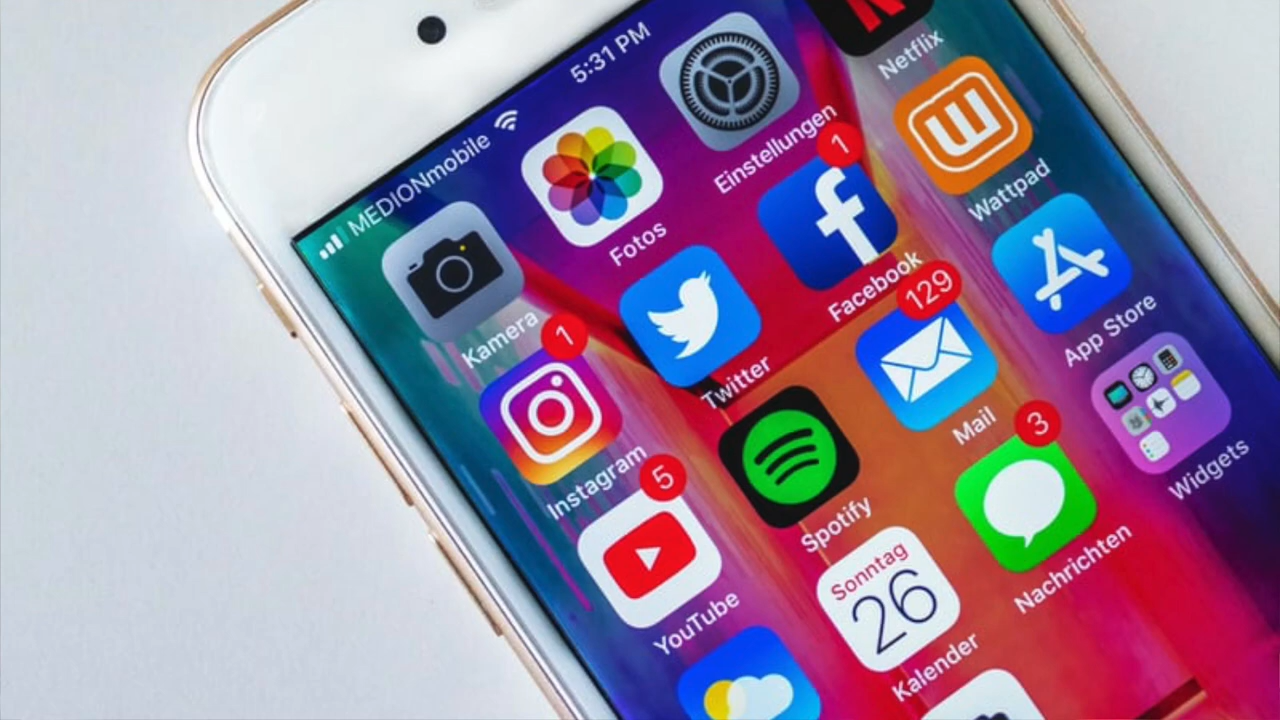 MEDIONmobile 5:31 PM
Kamera
Fotos
Einstellungen
Netflix
1
Instagram
Twitter
1
Facebook
Wattpad
5
YouTube
Spotify
129
Mail
App Store
Sonntag
26
Kalender
3
Nachrichten
Widgets